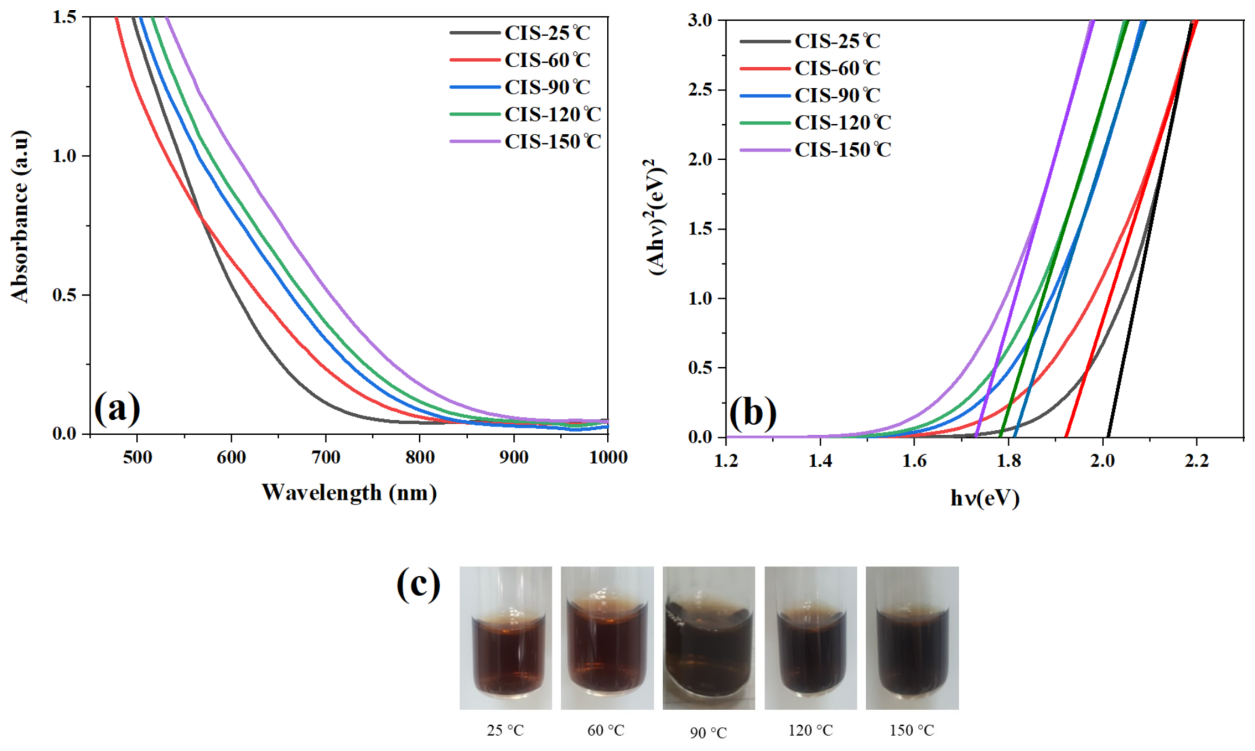 1.5
1.0
0.5
0.0
500
600
700
800
900
1000
Absorbance (a.u)
Wavelength (nm)
CIS-25℃
CIS-60℃
CIS-90℃
CIS-120℃
CIS-150℃
(a)
3.0
2.5
2.0
1.5
1.0
0.5
0.0
1.2
1.4
1.6
1.8
2.0
2.2
(Ahν)²(eV)²
hν(eV)
CIS-25℃
CIS-60℃
CIS-90℃
CIS-120℃
CIS-150℃
(b)
(c)
25 °C
60 °C
90 °C
120 °C
150 °C